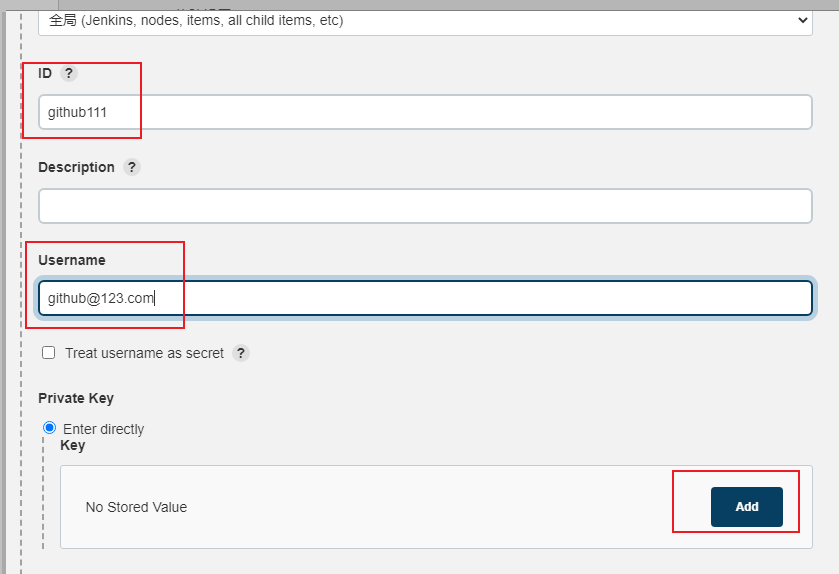 全局 (Jenkins, nodes, items, all child items, etc)
ID ?
github111
Description ?
Username
github@123.com
Treat username as secret ?
Private Key
Enter directly
Key
No Stored Value
Add